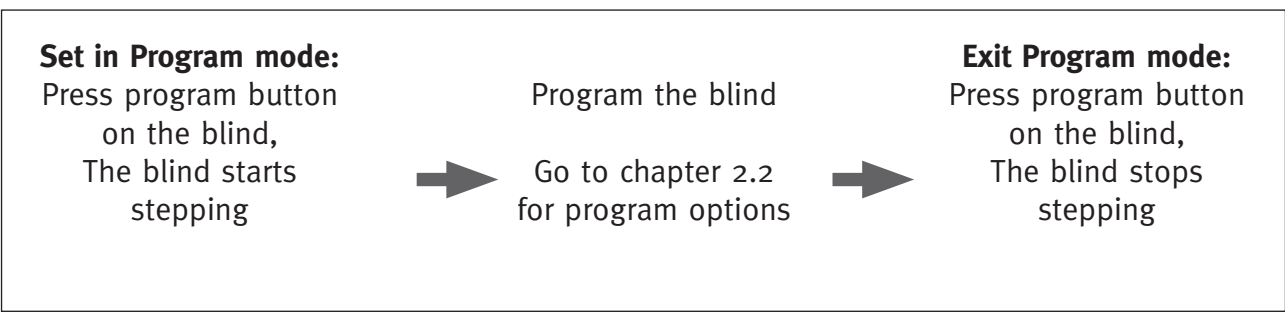 Set in Program mode:
Press program button
on the blind,
The blind starts
stepping
Program the blind
Go to chapter 2.2
for program options
Exit Program mode:
Press program button
on the blind,
The blind stops
stepping